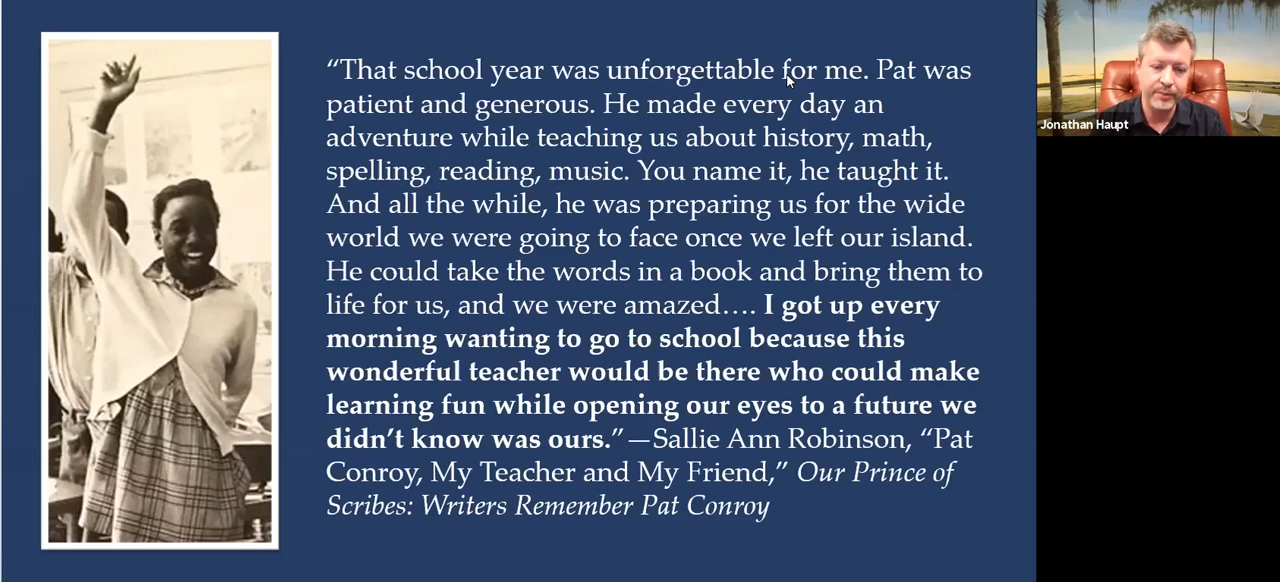 “That school year was unforgettable for me. Pat was
patient and generous. He made every day an
adventure while teaching us about history, math,
spelling, reading, music. You name it, he taught it.
And all the while, he was preparing us for the wide
world we were going to face once we left our island.
He could take the words in a book and bring them to
life for us, and we were amazed…. I got up every
morning wanting to go to school because this
wonderful teacher would be there who could make
learning fun while opening our eyes to a future we
didn’t know was ours.”—Sallie Ann Robinson, “Pat
Conroy, My Teacher and My Friend,” Our Prince of
Scribes: Writers Remember Pat Conroy
Jonathan Haupt